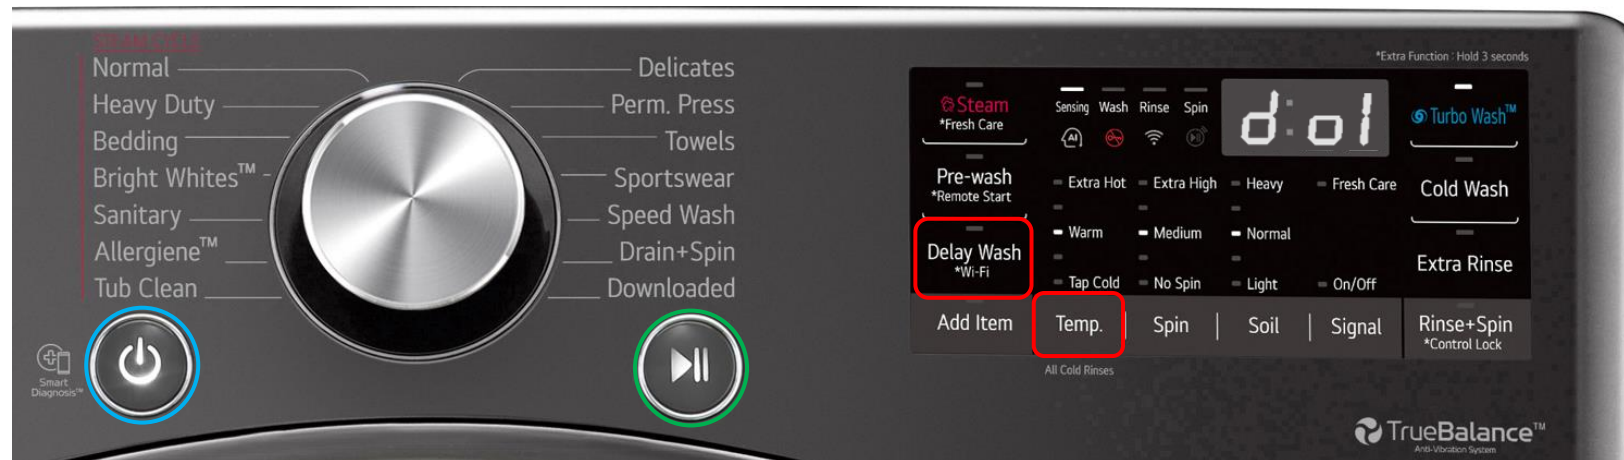 STEAM CYCLE
Normal
Heavy Duty
Bedding
Bright Whites™
Sanitary
Allergiene™
Tub Clean
Delicates
Perm. Press
Towels
Sportswear
Speed Wash
Drain+Spin
Downloaded
Smart
Diagnosis™
*Extra Function : Hold 3 seconds
Steam
*Fresh Care
Pre-wash
*Remote Start
Delay Wash
*Wi-Fi
Add Item
Sensing Wash Rinse Spin
AI
d:01
Extra Hot Extra High Heavy Fresh Care
Warm Medium Normal
Tap Cold No Spin Light On/Off
Temp. | Spin | Soil | Signal
All Cold Rinses
Turbo Wash™
Cold Wash
Extra Rinse
Rinse+Spin
*Control Lock
TrueBalance™
Anti-Vibration System